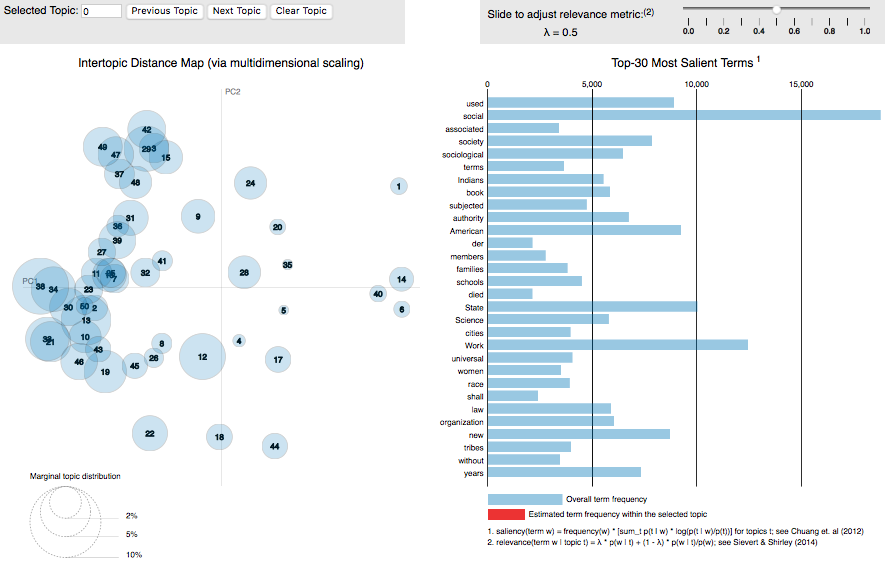 Selected Topic: 0 Previous Topic Next Topic Clear Topic
Slide to adjust relevance metric:(2)
λ = 0.5
0.0 0.2 0.4 0.6 0.8 1.0
Intertopic Distance Map (via multidimensional scaling)
PC2
PC1
42
49
47
29
3
15
37
48
24
1
31
36
9
20
39
27
41
11
7
32
28
35
14
38
34
23
40
30
50
2
5
6
13
21
10
43
8
4
46
19
45
26
12
17
22
18
44
Marginal topic distribution
2%
5%
10%
Top-30 Most Salient Terms 1
0 5,000 10,000 15,000
used
social
associated
society
sociological
terms
Indians
book
subjected
authority
American
der
members
families
schools
died
State
Science
cities
Work
universal
women
race
shall
law
organization
new
tribes
without
years
Overall term frequency
Estimated term frequency within the selected topic
1. saliency(term w) = frequency(w) * [sum_t p(t | w) * log(p(t | w)/p(t))] for topics t; see Chuang et. al (2012)
2. relevance(term w | topic t) = λ * p(w | t) + (1 - λ) * p(w | t)/p(w); see Sievert & Shirley (2014)